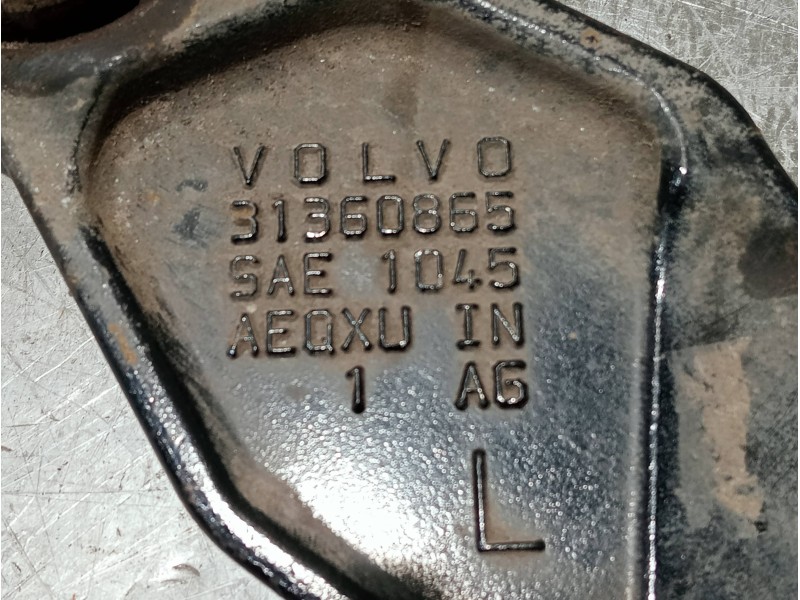 VOLVO
31360865
SAE 1045
AEQXU IN
1 AG
L